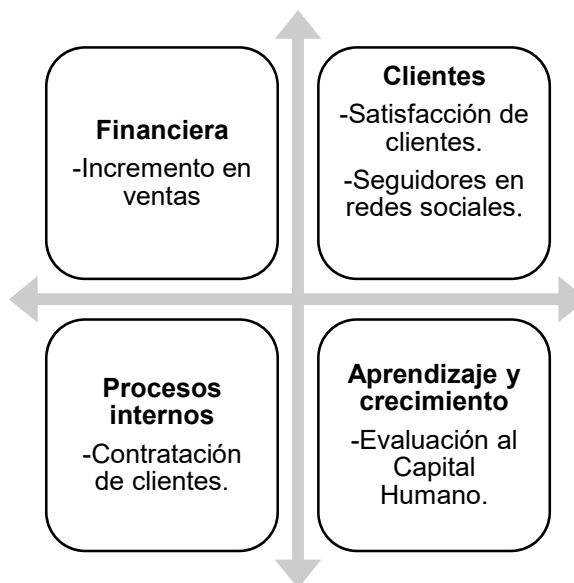 Financiera
-Incremento en
ventas
Clientes
-Satisfacción de
clientes.
-Seguidores en
redes sociales.
Procesos
internos
-Contratación
de clientes.
Aprendizaje y
crecimiento
-Evaluación al
Capital
Humano.